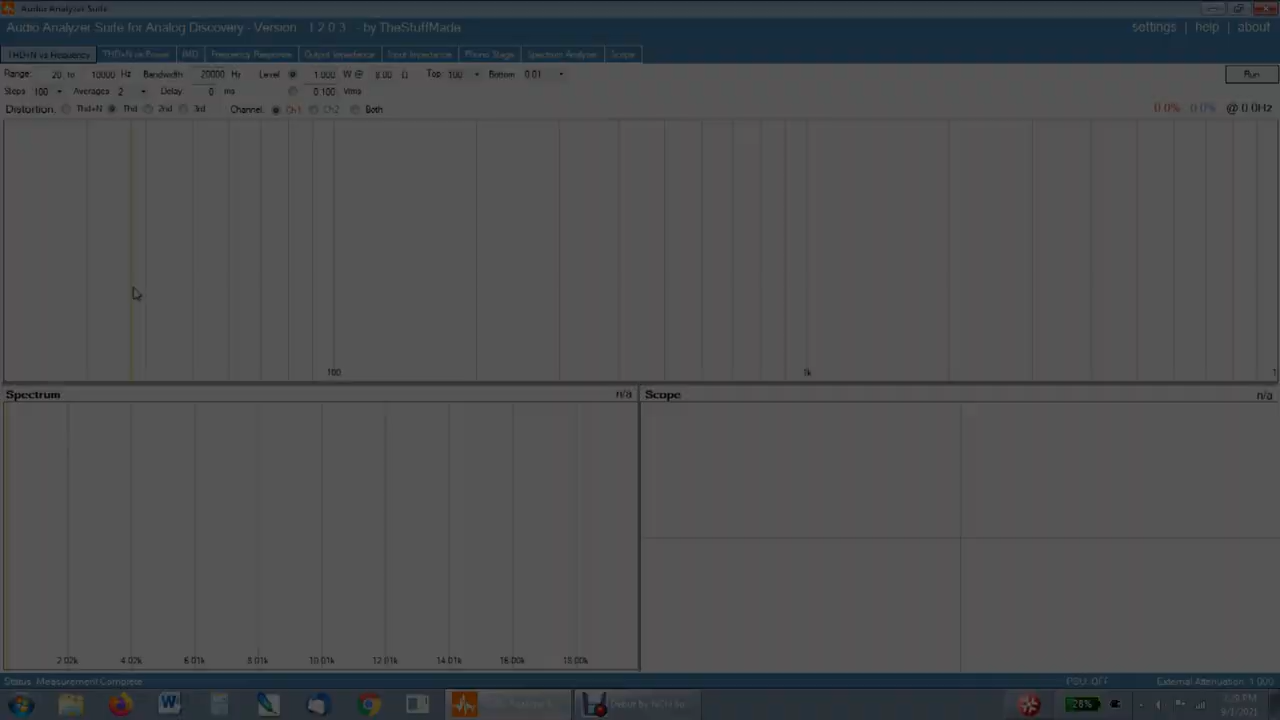 Audio Analyzer Suite
Audio Analyzer Suite for Analog Discovery - Version 1.2.0.3 - by TheStuffMade
settings | help | about
THD+N vs Frequency THD+N vs Power IMD Frequency Response Output Impedance Input Impedance Phono Stage Spectrum Analyzer Scope
Range: 20 to 10000 Hz Bandwidth 20000 Hz Level 1.000 W @ 8.00 Ω Top: 100 Bottom 0.01 Run
Steps 100 Averages 2 Delay 0 ms 0.100 Vrms
Distortion: Thd+N Thd 2nd 3rd Channel: Ch1 Ch2 Both 0.0% 0.0% @ 0.0Hz
100 1k 1
Spectrum n/a Scope n/a
2.02k 4.02k 6.01k 8.01k 10.01k 12.01k 14.01k 16.00k 18.00k
Status: Measurement Complete PSU: OFF External Attenuation: 1.000
28%
9/1/2021